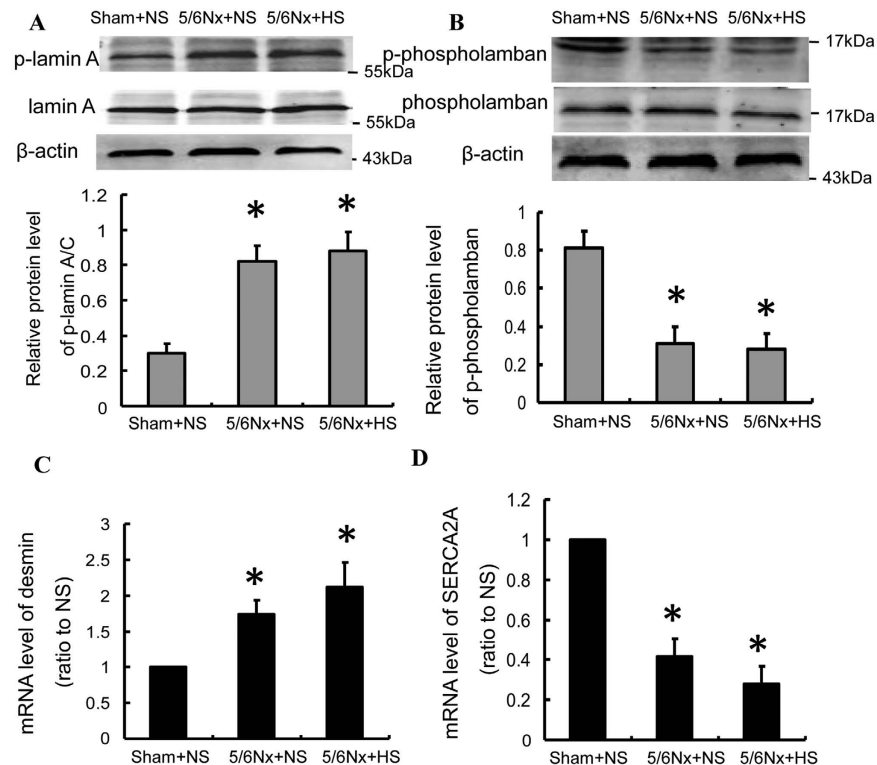 A
Sham+NS 5/6Nx+NS 5/6Nx+HS
p-lamin A
55kDa
lamin A
55kDa
β-actin
43kDa
Relative protein level
of p-lamin A/C
1.2
1
0.8
0.6
0.4
0.2
0
*
*
Sham+NS 5/6Nx+NS 5/6Nx+HS
B
Sham+NS 5/6Nx+NS 5/6Nx+HS
p-phospholamban
17kDa
phospholamban
17kDa
β-actin
43kDa
Relative protein level
of p-phospholamban
1
0.8
0.6
0.4
0.2
0
*
*
Sham+NS 5/6Nx+NS 5/6Nx+HS
C
mRNA level of desmin
(ratio to NS)
3
2.5
2
1.5
1
0.5
0
*
*
Sham+NS 5/6Nx+NS 5/6Nx+HS
D
mRNA level of SERCA2A
(ratio to NS)
1.2
1
0.8
0.6
0.4
0.2
0
*
*
Sham+NS 5/6Nx+NS 5/6Nx+HS